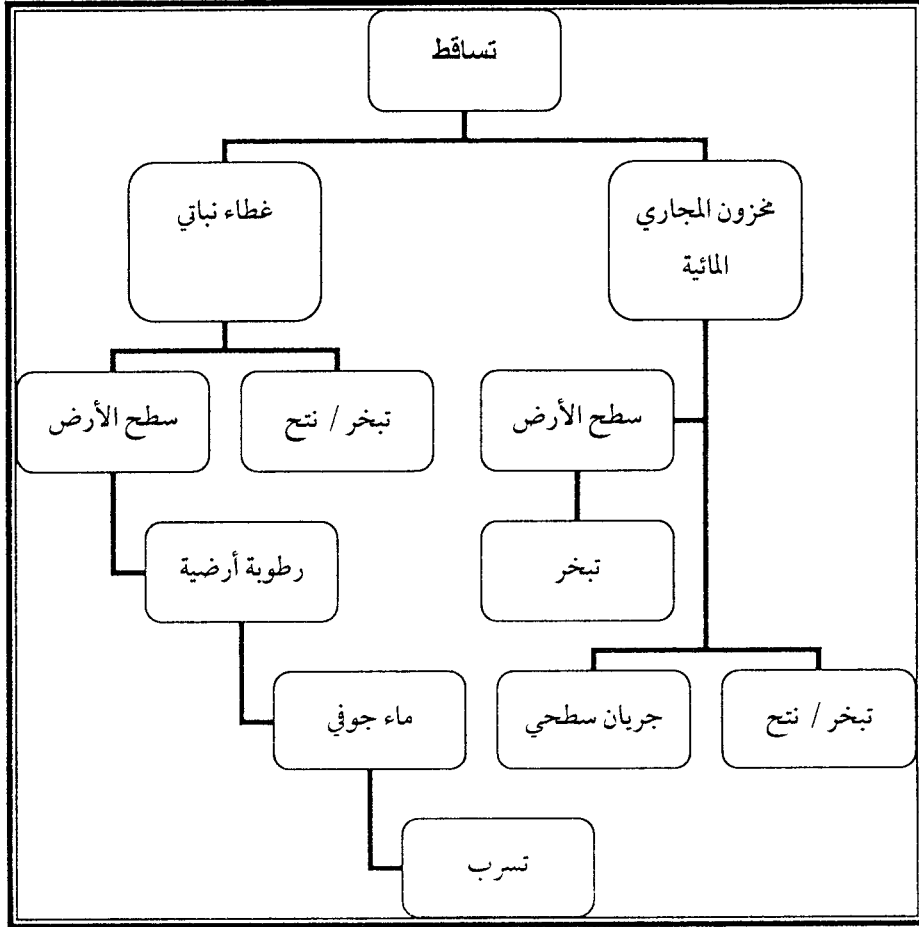 تساقط
مخزون المجاري
المائية
غطاء نباتي
سطح الأرض
تبخر / نتح
سطح الأرض
تبخر
رطوبة أرضية
تبخر / نتح
جريان سطحي
ماء جوفي
تسرب